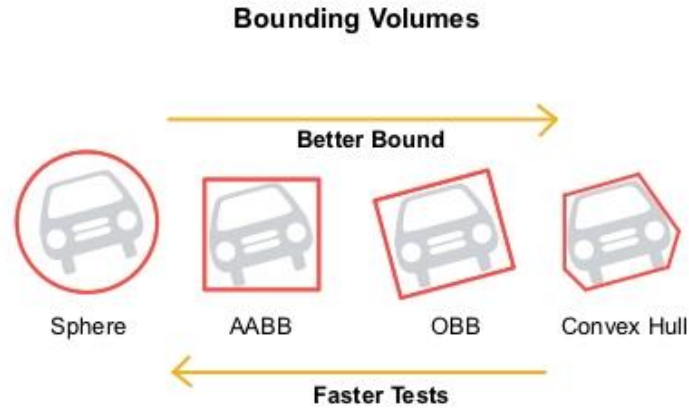 Bounding Volumes
Better Bound
Sphere
AABB
OBB
Convex Hull
Faster Tests